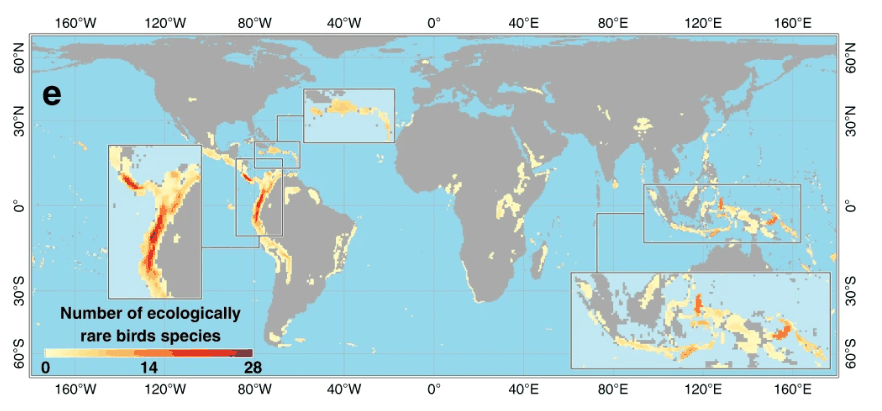 160°W 120°W 80°W 40°W 0° 40°E 80°E 120°E 160°E
60°N 60°N
e
30°N 30°N
0° 0°
30°S 30°S
Number of ecologically
rare birds species
0 14 28
60°S 60°S
160°W 120°W 80°W 40°W 0° 40°E 80°E 120°E 160°E